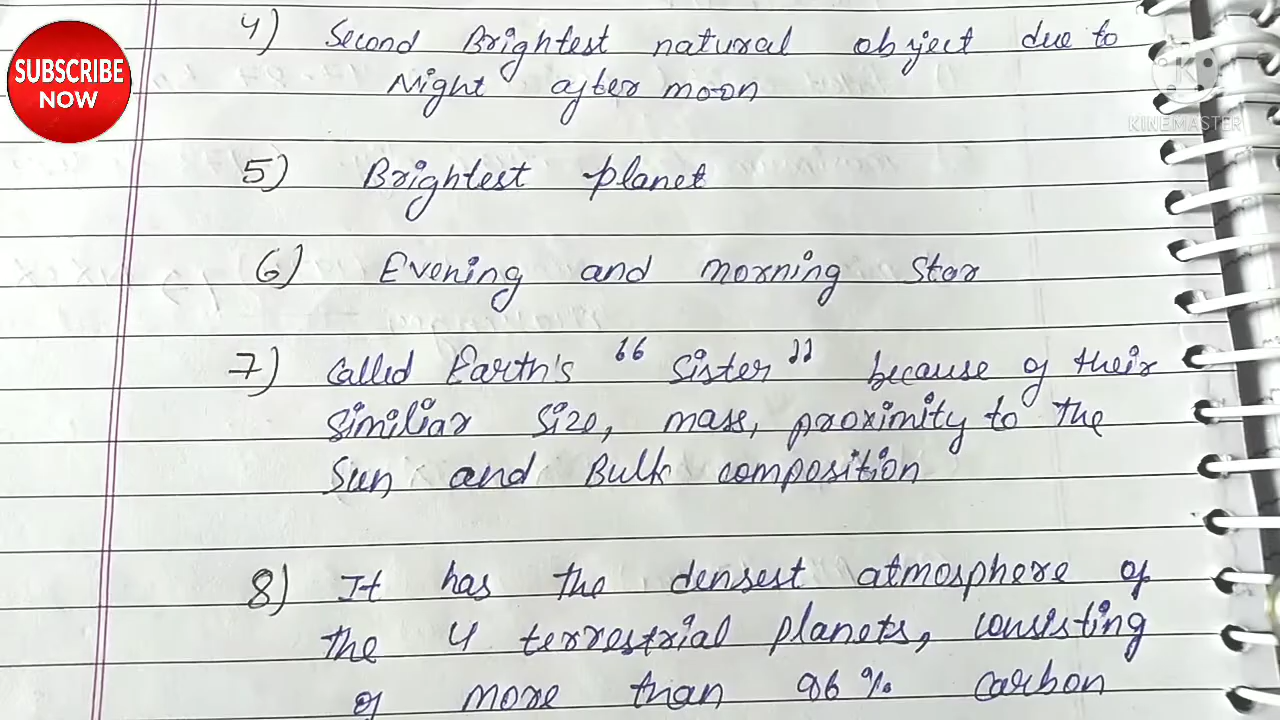 SUBSCRIBE
NOW
KINEMASTER
4) Second Brightest natural object due to
Night after moon
5) Brightest planet
6) Evening and morning Star
7) Called Earth's "Sister" because of their
Similiar Size, mass, proximity to the
Sun and Bulk composition
8) It has the densest atmosphere of
the 4 terrestrial planets, consisting
of more than 96% carbon